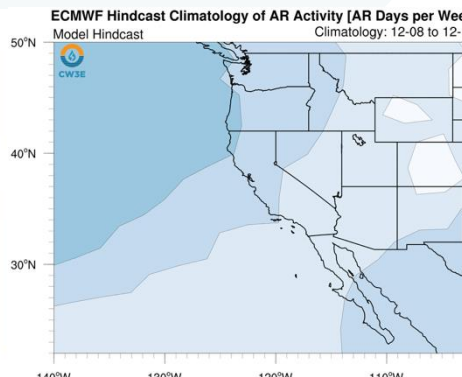 ECMWF Hindcast Climatology of AR Activity [AR Days per
Model Hindcast
Climatology: 12-08 to 12-
50°N
CW3E
40°N
30°N
140°W
130°W
120°W
110°W